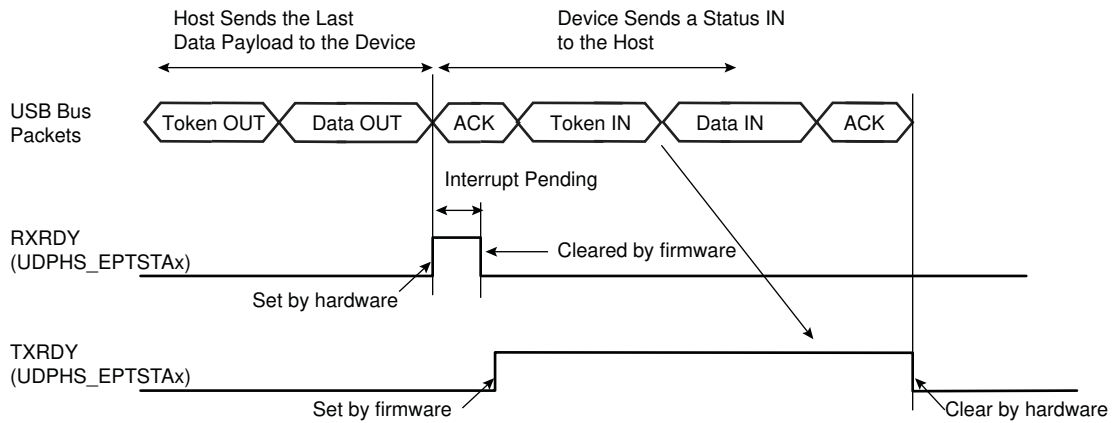 Host Sends the Last
Data Payload to the Device
Device Sends a Status IN
to the Host
USB Bus
Packets
Token OUT
Data OUT
ACK
Token IN
Data IN
ACK
Interrupt Pending
RXRDY
(UDPHS_EPTSTAx)
Cleared by firmware
Set by hardware
TXRDY
(UDPHS_EPTSTAx)
Set by firmware
Clear by hardware